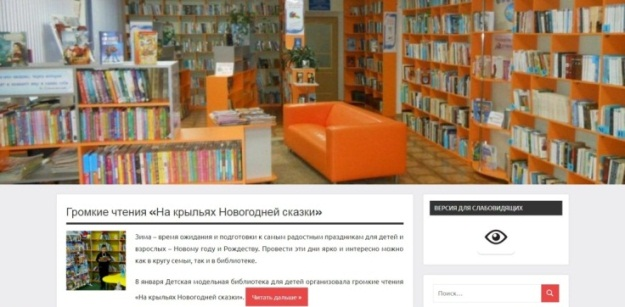 Громкие чтения «На крыльях Новогодней сказки»
Зима – время ожидания и подготовки к самым радостным праздникам для детей и
взрослых – Новому году и Рождеству. Провести эти дни ярко и интересно можно
как в кругу семьи, так и в библиотеке.
8 января Детская модельная библиотека для детей организовала громкие чтения
«На крыльях Новогодней сказки». Читать дальше »
ВЕРСИЯ ДЛЯ СЛАБОВИДЯЩИХ
Поиск...